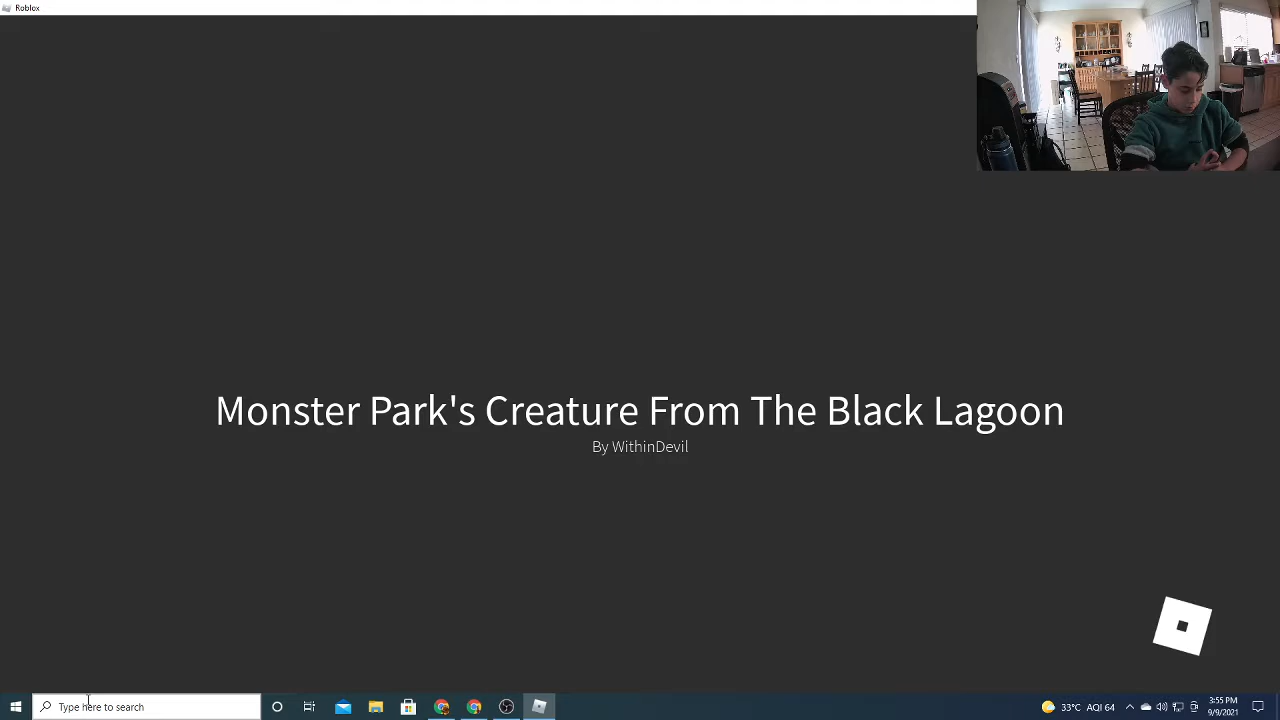 Roblox
Monster Park's Creature From The Black Lagoon
By WithinDevil
Type here to search
33°C AQI 64
3:55 PM
9/9/2021